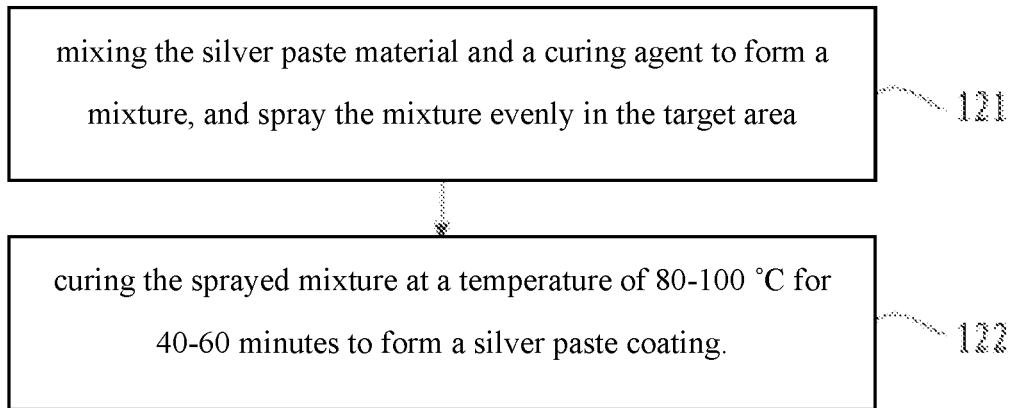 mixing the silver paste material and a curing agent to form a
mixture, and spray the mixture evenly in the target area
121
curing the sprayed mixture at a temperature of 80-100 °C for
40-60 minutes to form a silver paste coating.
122